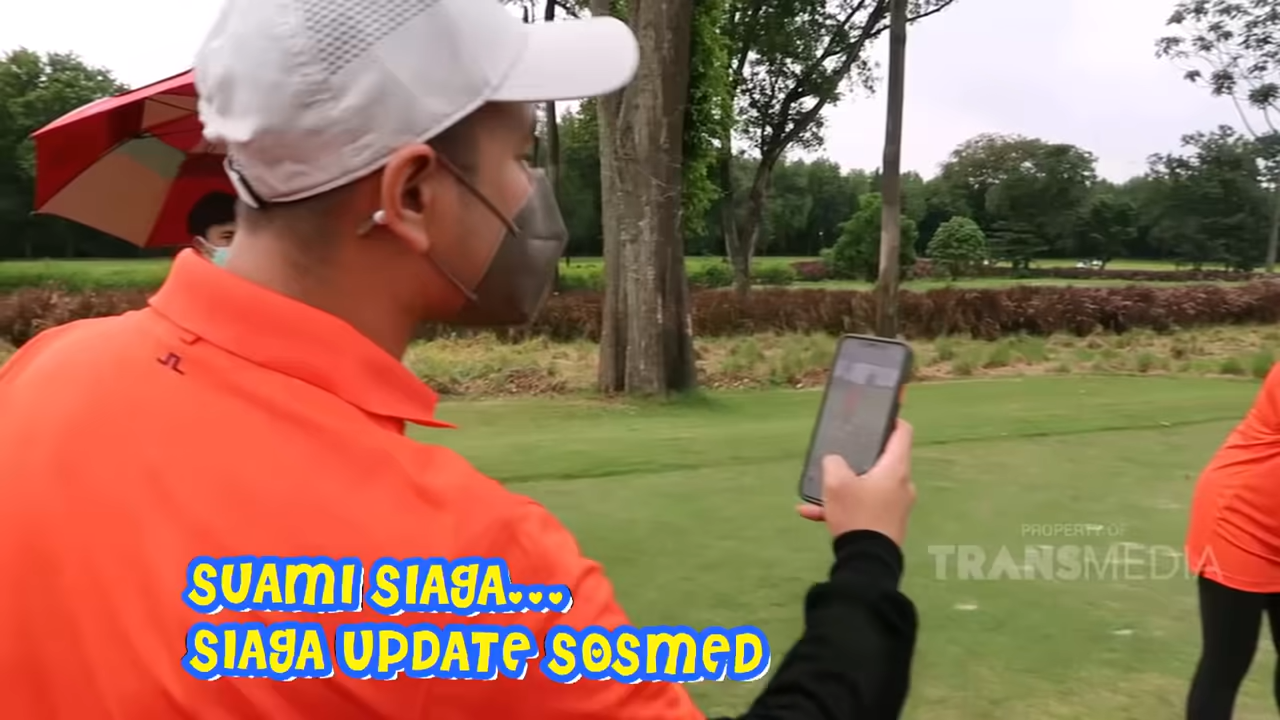 PROPERTY OF
TRANSMEDIA
SUAMI SIAGA...
SIAGA UPDATE SOSMED